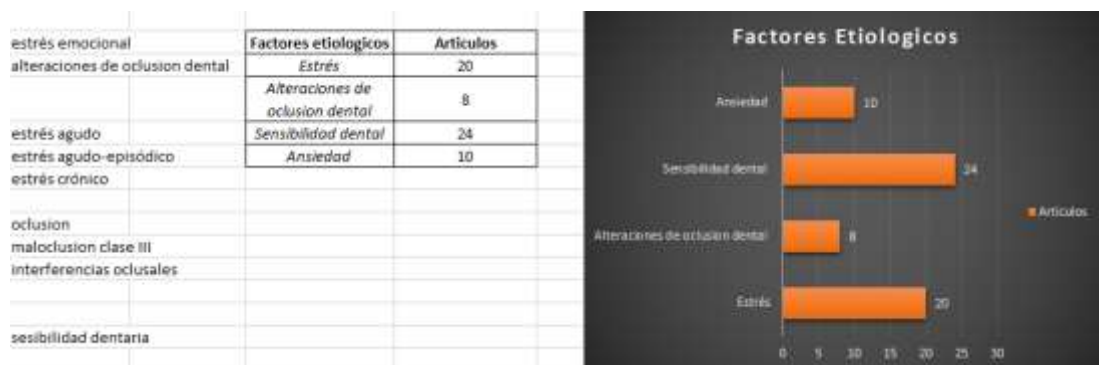 estrés emocional
alteraciones de oclusion dental
estrés agudo
estrés agudo-episódico
estrés crónico
oclusion
maloclusion clase III
interferencias oclusales
sesibilidad dentaria
Factores etiologicos Articulos
Estrés 20
Alteraciones de
oclusion dental 8
Sensibilidad dental 24
Ansiedad 10
Factores Etiologicos
Ansiedad 10
Sensibilidad dental 24
Alteraciones de oclusion dental 8
Estrés 20
0 5 10 15 20 25 30
Articulos